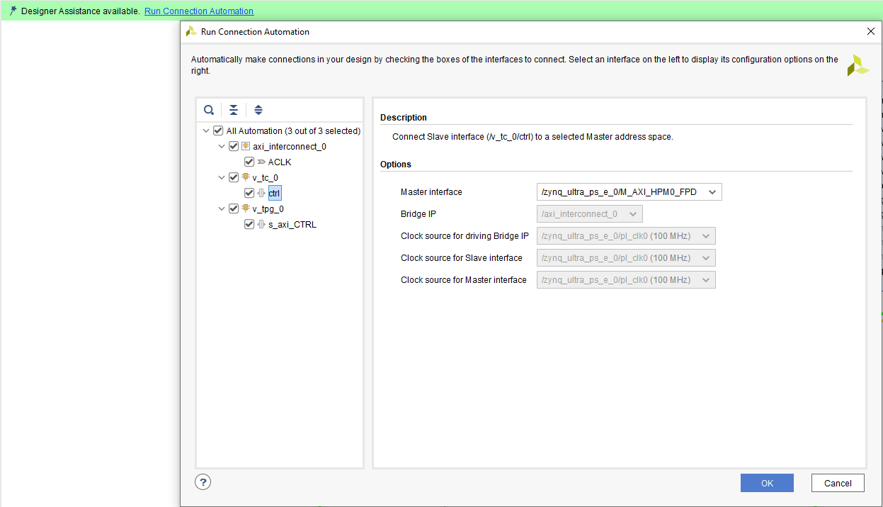 Designer Assistance available. Run Connection Automation
Run Connection Automation
Automatically make connections in your design by checking the boxes of the interfaces to connect. Select an interface on the left to display its configuration options on the
right.
All Automation (3 out of 3 selected)
axi_interconnect_0
ACLK
v_tc_0
ctrl
v_tpg_0
s_axi_CTRL
Description
Connect Slave interface (/v_tc_0/ctrl) to a selected Master address space.
Options
Master interface /zynq_ultra_ps_e_0/M_AXI_HPM0_FPD
Bridge IP /axi_interconnect_0
Clock source for driving Bridge IP /zynq_ultra_ps_e_0/pl_clk0 (100 MHz)
Clock source for Slave interface /zynq_ultra_ps_e_0/pl_clk0 (100 MHz)
Clock source for Master interface /zynq_ultra_ps_e_0/pl_clk0 (100 MHz)
?
OK Cancel